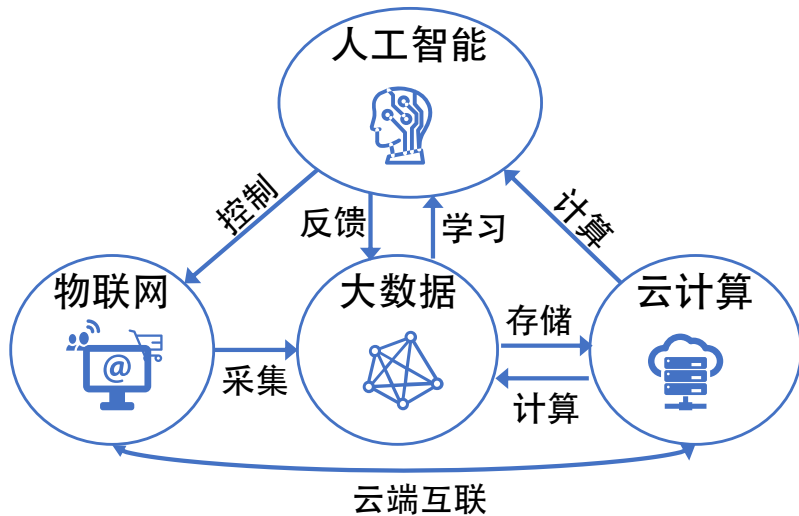 人工智能
控制
反馈
学习
计算
物联网
@
大数据
云计算
采集
存储
计算
云端互联